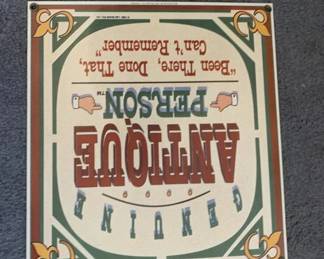 GENUINE
ANTIQUE
PERSON™
"Been There, Done That,
Can't Remember"